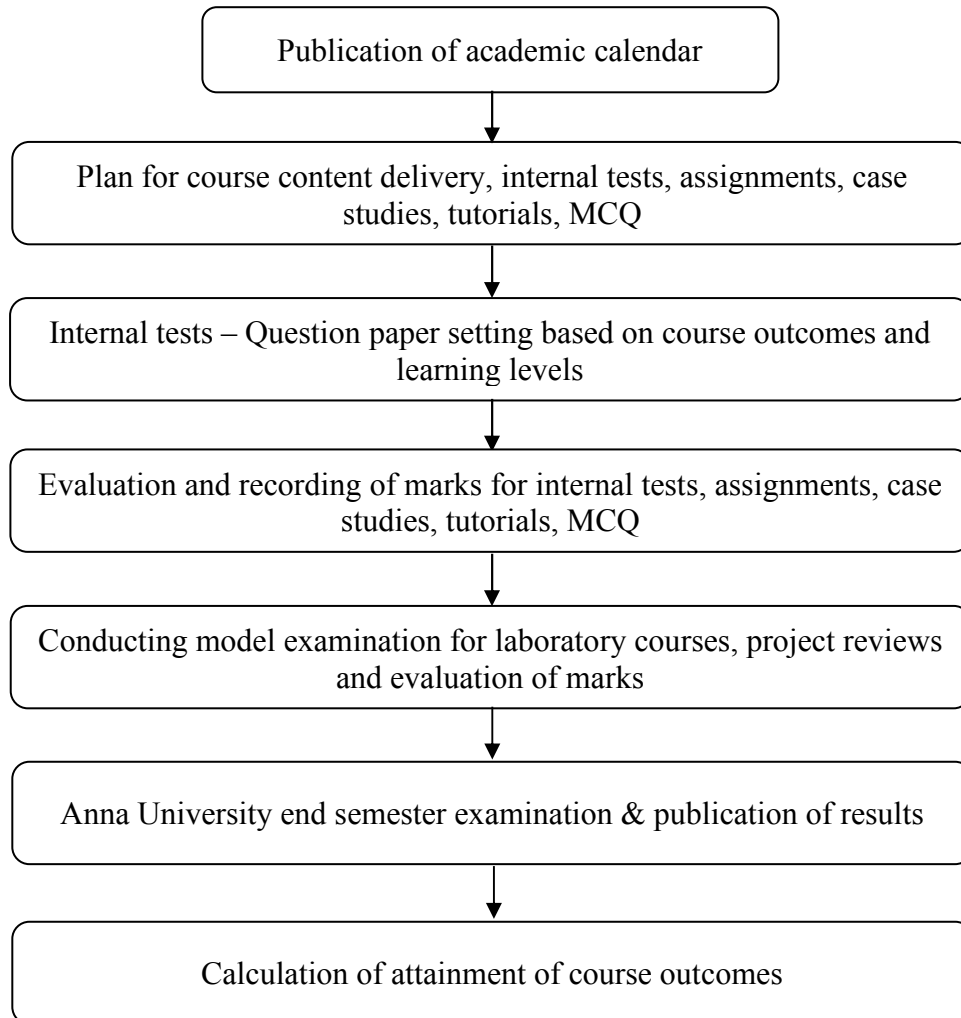 Publication of academic calendar
Plan for course content delivery, internal tests, assignments, case
studies, tutorials, MCQ
Internal tests – Question paper setting based on course outcomes and
learning levels
Evaluation and recording of marks for internal tests, assignments, case
studies, tutorials, MCQ
Conducting model examination for laboratory courses, project reviews
and evaluation of marks
Anna University end semester examination & publication of results
Calculation of attainment of course outcomes